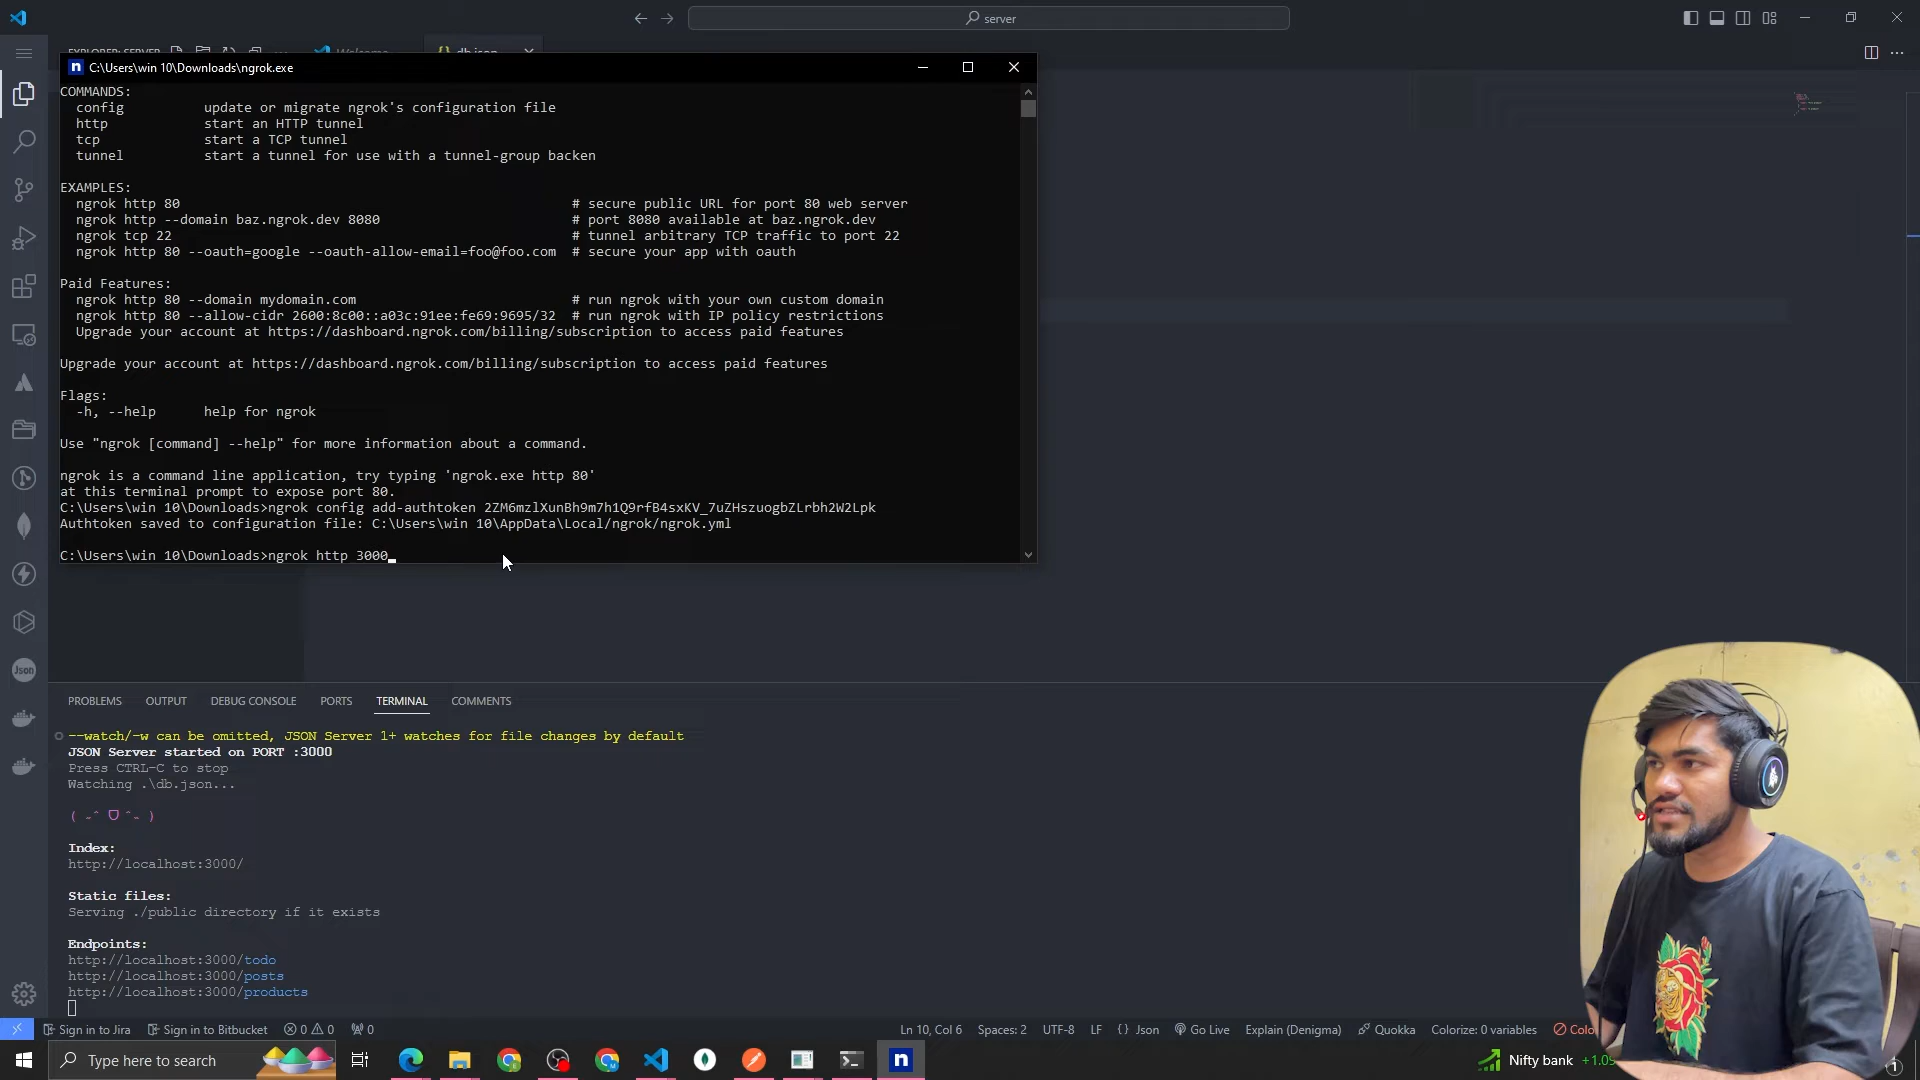 server
EXPLORER: SERVER
Welcome
db.json
C:\Users\win 10\Downloads\ngrok.exe
COMMANDS:
config update or migrate ngrok's configuration file
http start an HTTP tunnel
tcp start a TCP tunnel
tunnel start a tunnel for use with a tunnel-group backen
EXAMPLES:
ngrok http 80 # secure public URL for port 80 web server
ngrok http --domain baz.ngrok.dev 8080 # port 8080 available at baz.ngrok.dev
ngrok tcp 22 # tunnel arbitrary TCP traffic to port 22
ngrok http 80 --oauth=google --oauth-allow-email=foo@foo.com # secure your app with oauth
Paid Features:
ngrok http 80 --domain mydomain.com # run ngrok with your own custom domain
ngrok http 80 --allow-cidr 2600:8c00::a03c:91ee:fe69:9695/32 # run ngrok with IP policy restrictions
Upgrade your account at https://dashboard.ngrok.com/billing/subscription to access paid features
Upgrade your account at https://dashboard.ngrok.com/billing/subscription to access paid features
Flags:
-h, --help help for ngrok
Use "ngrok [command] --help" for more information about a command.
ngrok is a command line application, try typing 'ngrok.exe http 80'
at this terminal prompt to expose port 80.
C:\Users\win 10\Downloads>ngrok config add-authtoken 2ZM6mzlXunBh9m7h1Q9rfB4sxKV_7uZHszuogbZLrbh2W2Lpk
Authtoken saved to configuration file: C:\Users\win 10\AppData\Local/ngrok/ngrok.yml
C:\Users\win 10\Downloads>ngrok http 3000_
PROBLEMS OUTPUT DEBUG CONSOLE PORTS TERMINAL COMMENTS
--watch/-w can be omitted, JSON Server 1+ watches for file changes by default
JSON Server started on PORT :3000
Press CTRL-C to stop
Watching .\db.json...
Index:
http://localhost:3000/
Static files:
Serving ./public directory if it exists
Endpoints:
http://localhost:3000/todo
http://localhost:3000/posts
http://localhost:3000/products
Json
Sign in to Jira Sign in to Bitbucket 0 0 0 Ln 10, Col 6 Spaces: 2 UTF-8 LF {} Json Go Live Explain (Denigma) Quokka Colorize: 0 variables Colo
Type here to search
Nifty bank